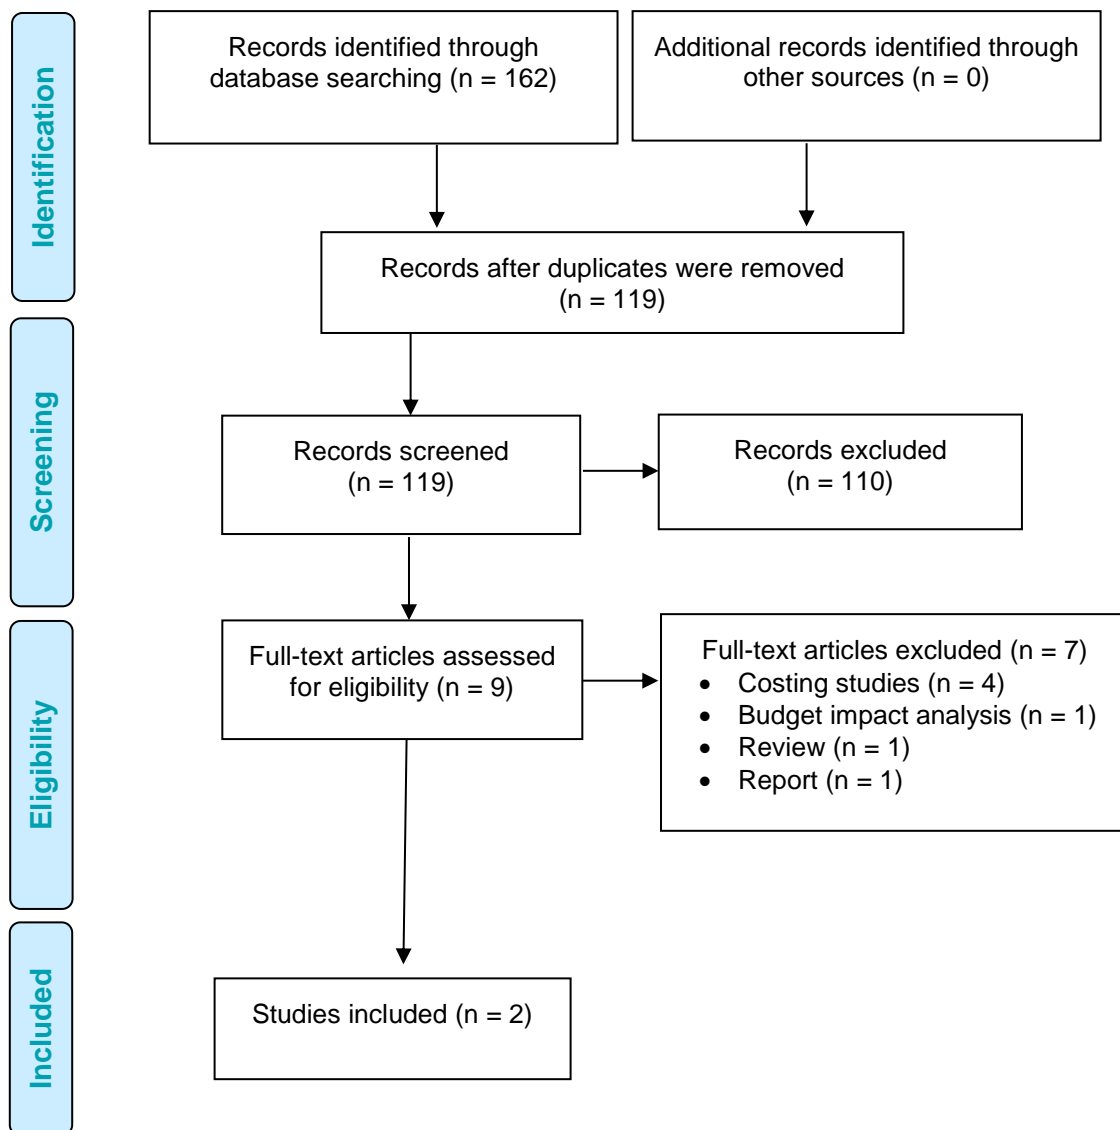 Identification
Records identified through
database searching (n = 162)
Additional records identified through
other sources (n = 0)
Records after duplicates were removed
(n = 119)
Screening
Records screened
(n = 119)
Records excluded
(n = 110)
Eligibility
Full-text articles assessed
for eligibility (n = 9)
Full-text articles excluded (n = 7)
• Costing studies (n = 4)
• Budget impact analysis (n = 1)
• Review (n = 1)
• Report (n = 1)
Included
Studies included (n = 2)